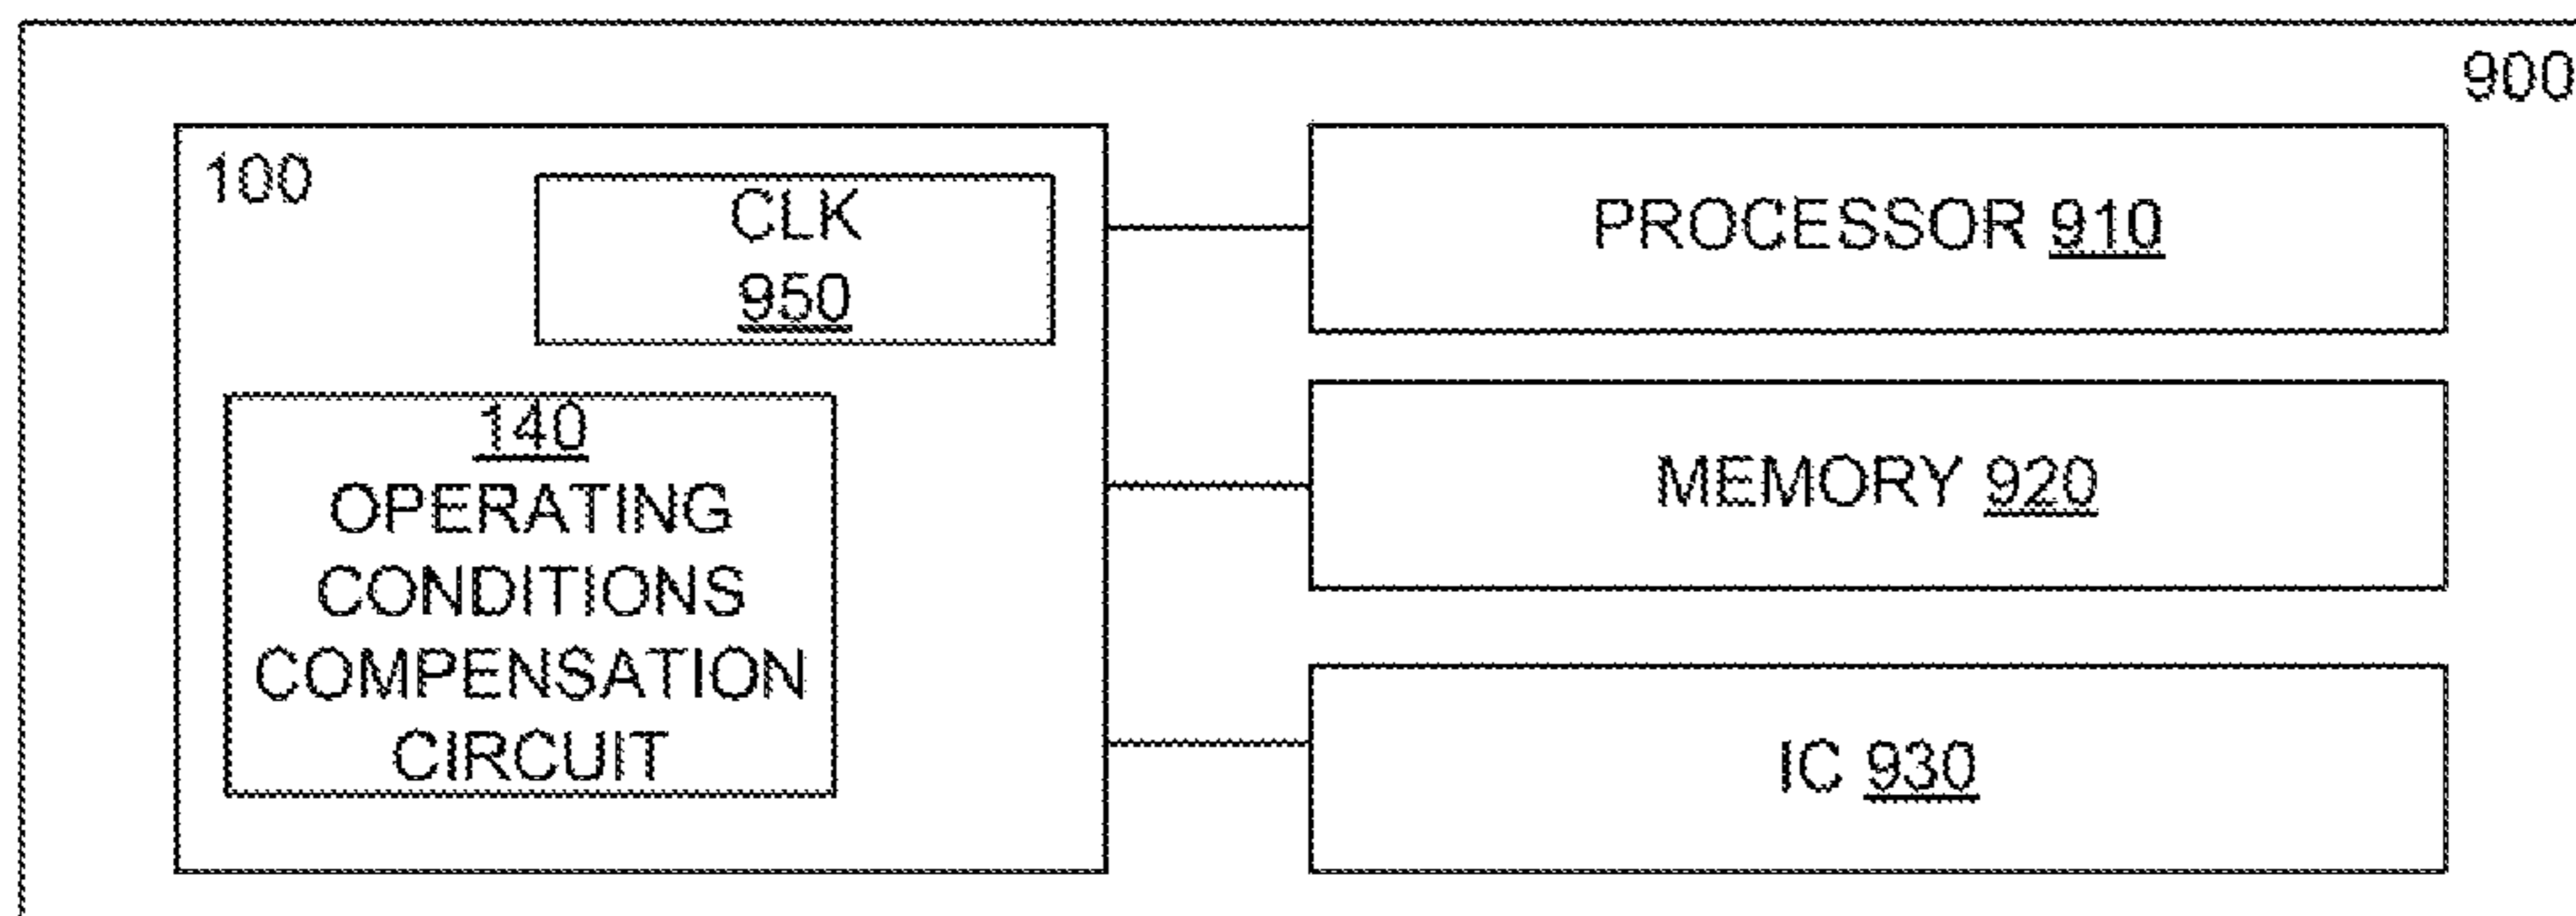 900
100
CLK
950
140
OPERATING
CONDITIONS
COMPENSATION
CIRCUIT
PROCESSOR 910
MEMORY 920
IC 930